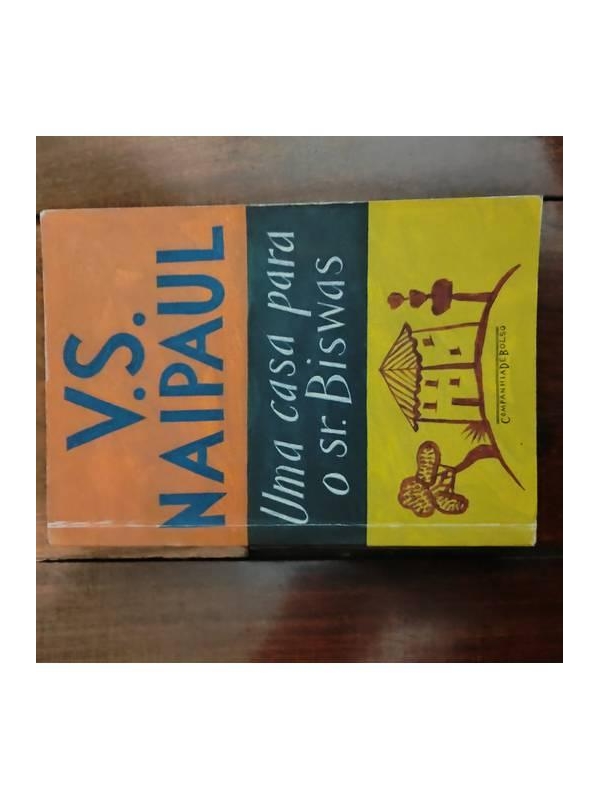 V.S.
NAIPAUL
Uma casa para
o sr. Biswas
COMPANHIA DE BOLSO